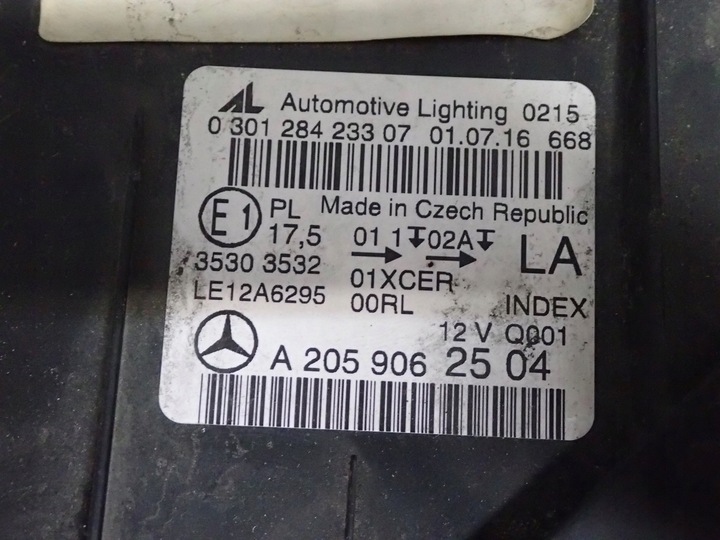 AL Automotive Lighting 0215
0 301 284 233 07 01.07.16 668
E1 PL Made in Czech Republic
17,5 01 1 02A LA
3530 3532 01XCER
LE12A6295 00RL INDEX
12 V Q001
A 205 906 25 04